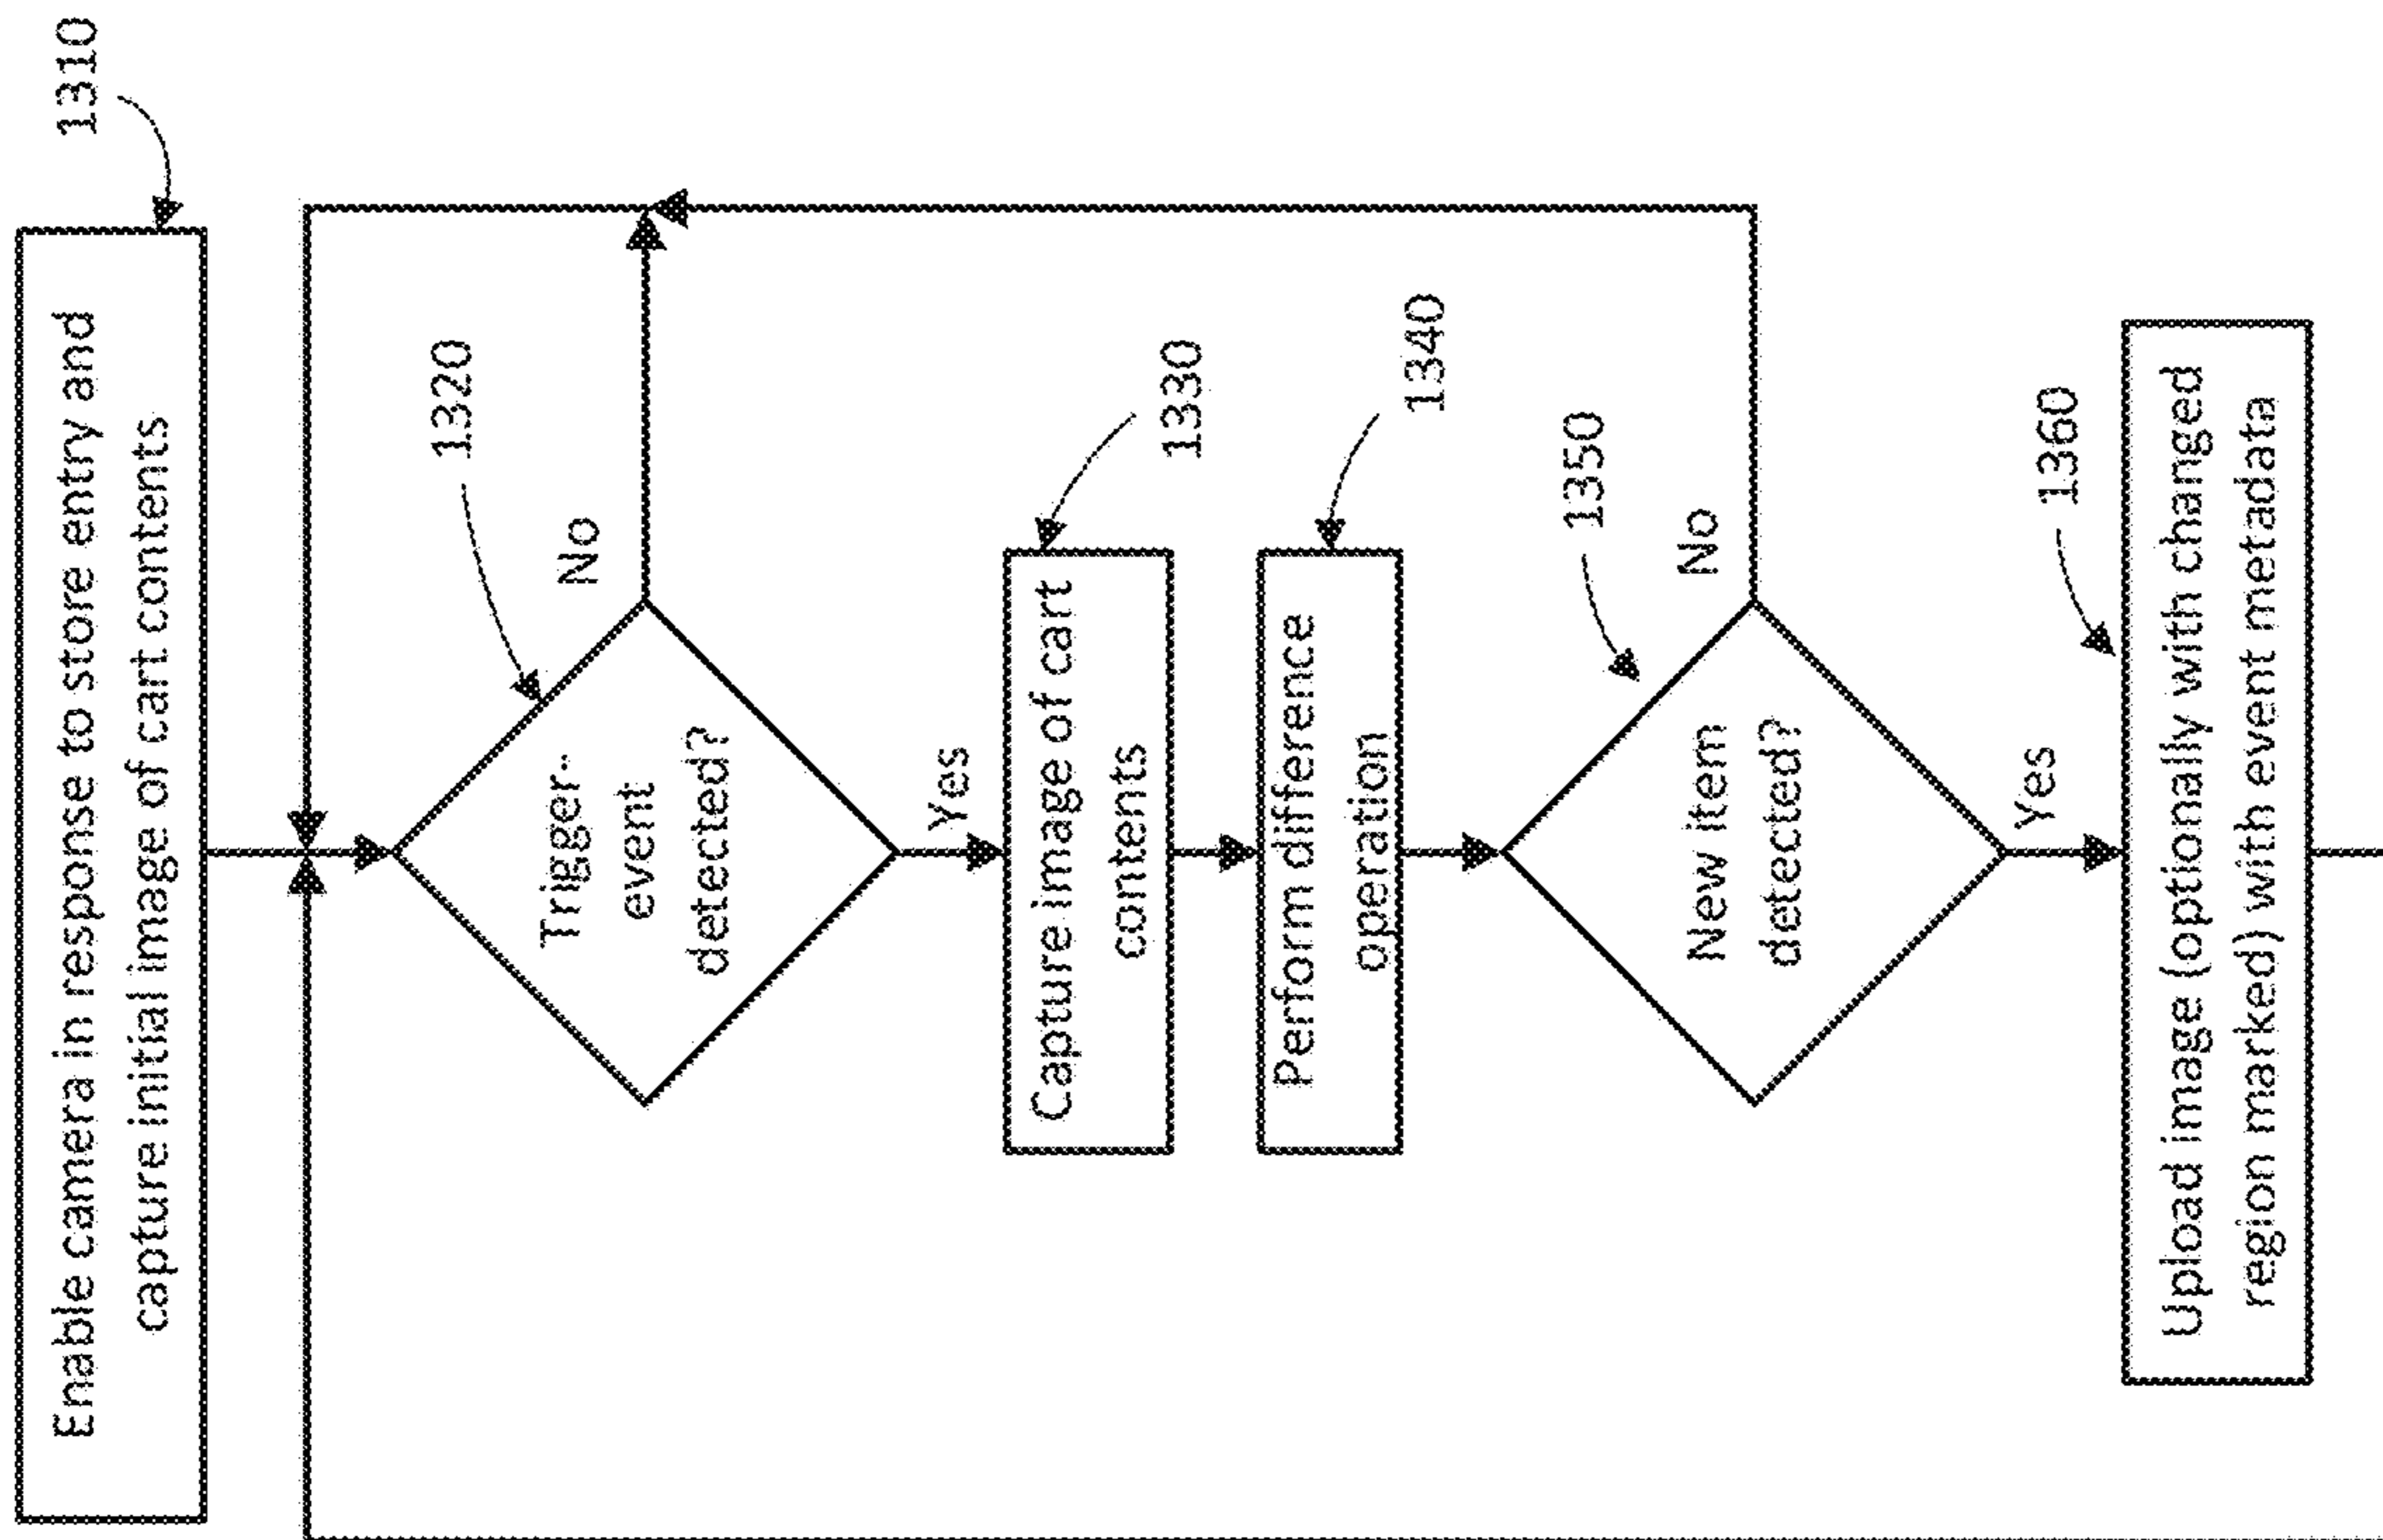 1310
Enable camera in response to store entry and
capture initial image of cart contents
1320
Trigger-
event
detected?
No
Yes
1330
Capture image of cart
contents
1340
Perform difference
operation
1350
New item
detected?
No
Yes
1360
Upload image (optionally with changed
region marked) with event metadata